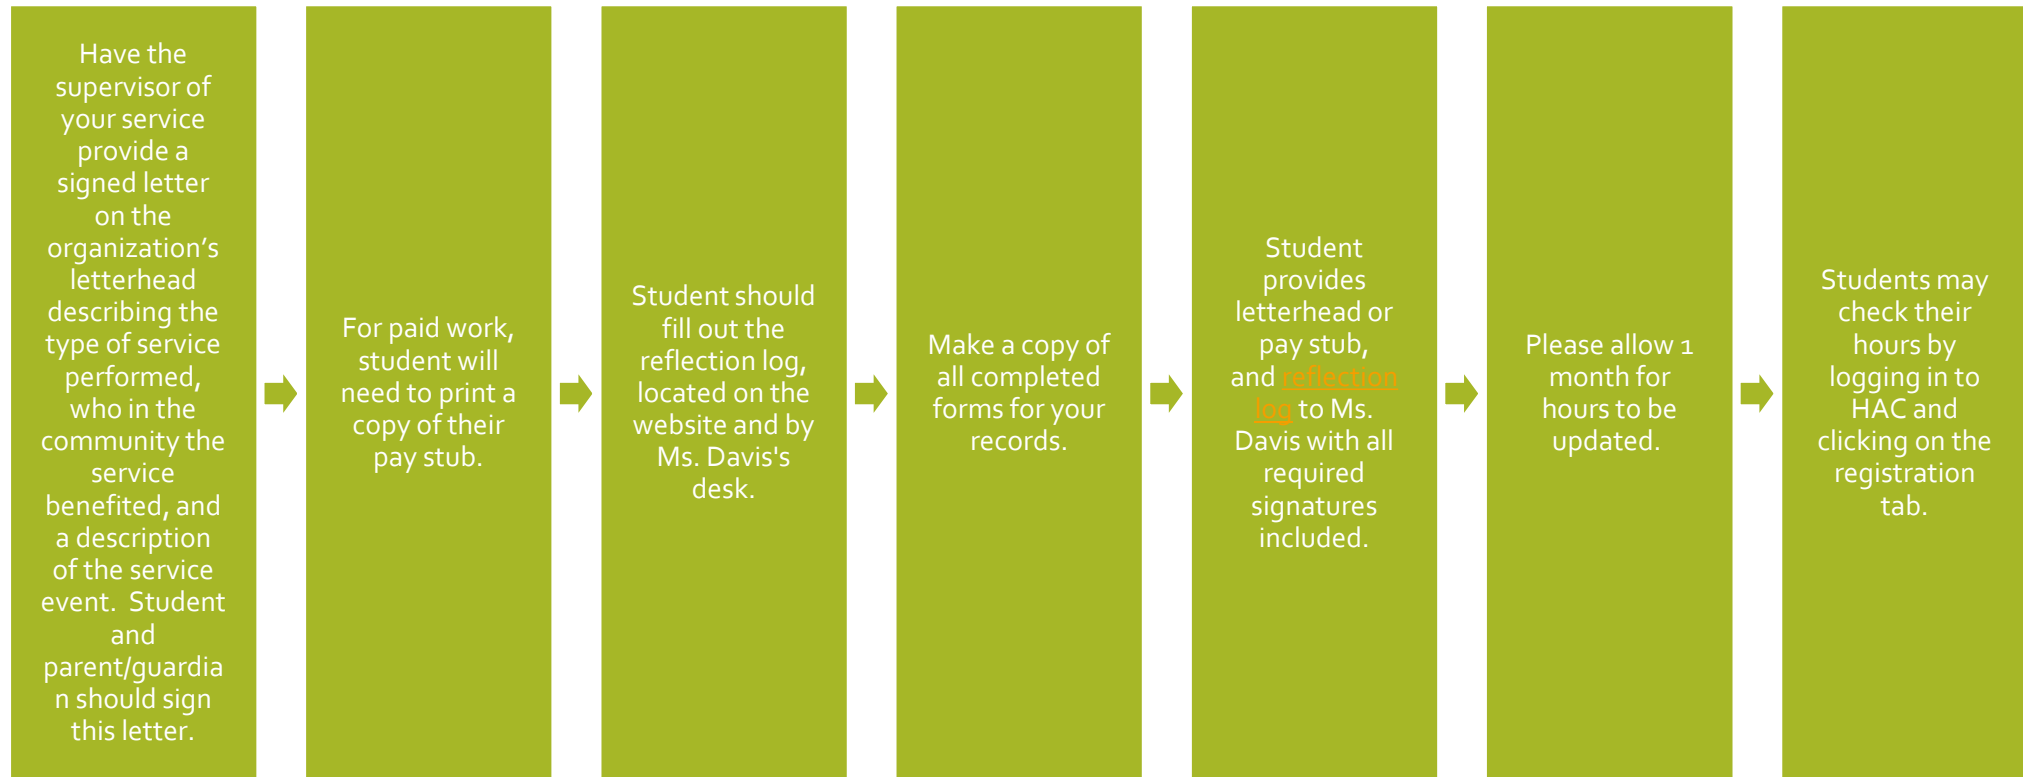 Have the
supervisor of
your service
provide a
signed letter
on the
organization’s
letterhead
describing the
type of service
performed,
who in the
community the
service
benefited, and
a description
of the service
event.  Student
and
parent/guardia
n should sign
this letter.
For paid work,
student will
need to print a
copy of their
pay stub.
Student should
fill out the
reflection log,
located on the
website and by
Ms. Davis's
desk.
Make a copy of
all completed
forms for your
records.
Student
provides
letterhead or
pay stub,
and reflection
log to Ms.
Davis with all
required
signatures
included.
Please allow 1
month for
hours to be
updated.
Students may
check their
hours by
logging in to
HAC and
clicking on the
registration
tab.